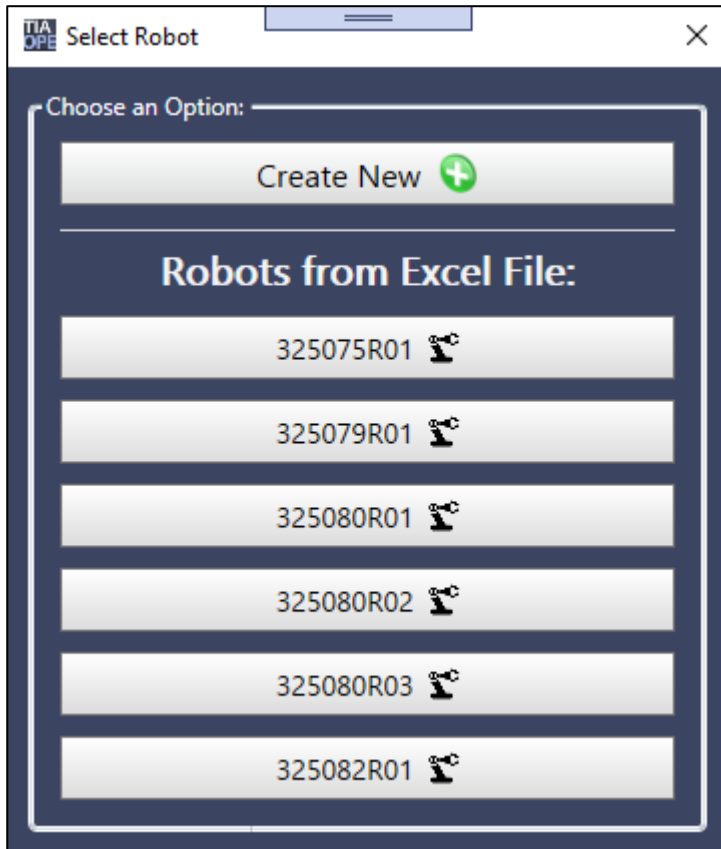 TIA
OPE
Select Robot
Choose an Option:
Create New
Robots from Excel File:
325075R01
325079R01
325080R01
325080R02
325080R03
325082R01